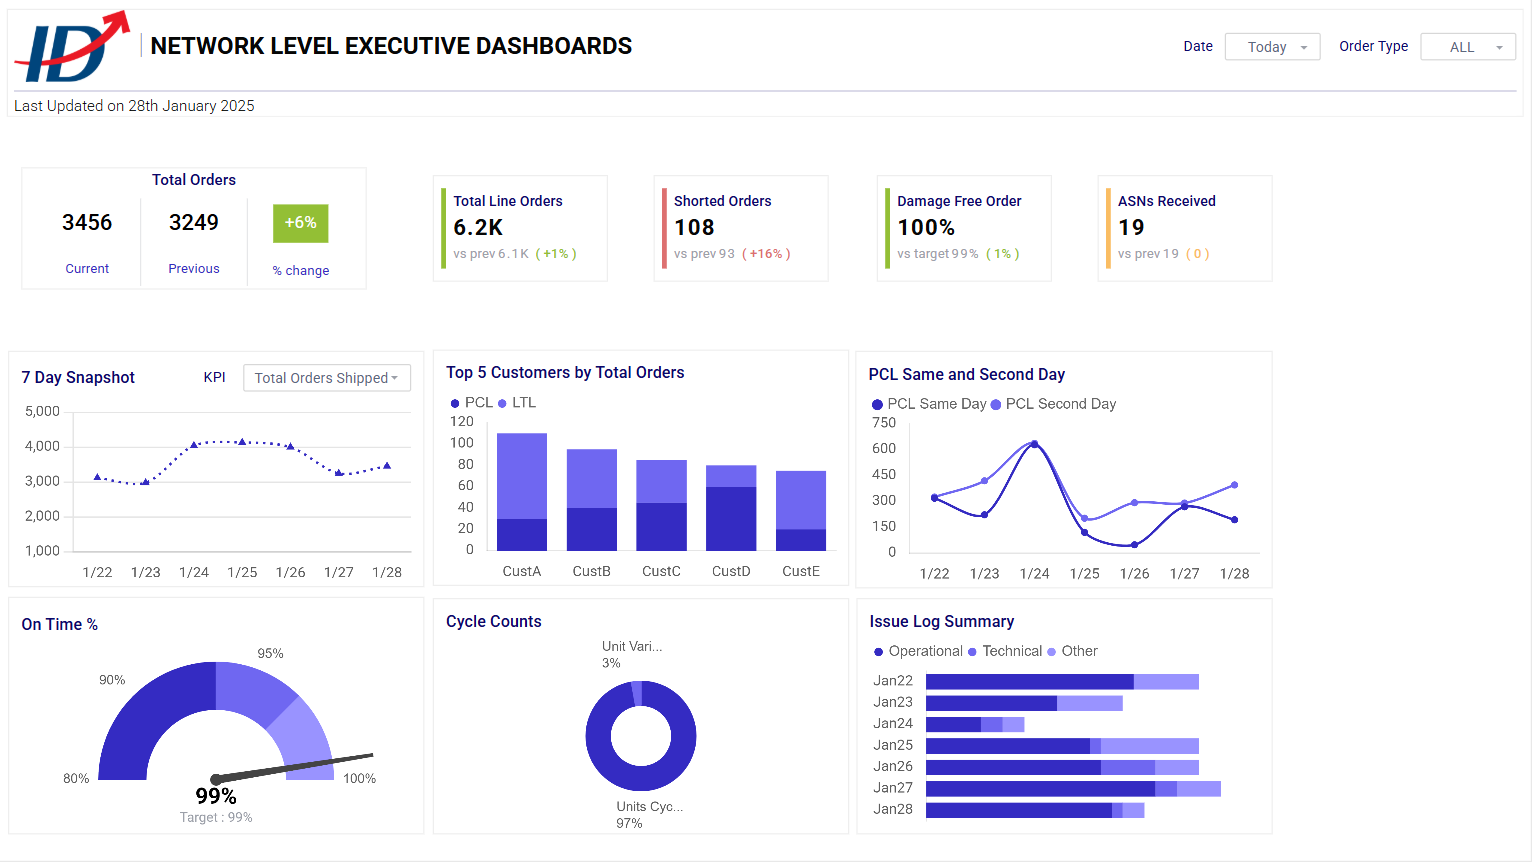 ID
NETWORK LEVEL EXECUTIVE DASHBOARDS
Date Today Order Type ALL
Last Updated on 28th January 2025
Total Orders
3456 3249 +6%
Current Previous % change
Total Line Orders
6.2K
vs prev 6.1K ( +1% )
Shorted Orders
108
vs prev 93 ( +16% )
Damage Free Order
100%
vs target 99% ( 1% )
ASNs Received
19
vs prev 19 ( 0 )
7 Day Snapshot KPI Total Orders Shipped
5,000
4,000
3,000
2,000
1,000
1/22 1/23 1/24 1/25 1/26 1/27 1/28
Top 5 Customers by Total Orders
PCL LTL
120
100
80
60
40
20
0
CustA CustB CustC CustD CustE
PCL Same and Second Day
PCL Same Day PCL Second Day
750
600
450
300
150
0
1/22 1/23 1/24 1/25 1/26 1/27 1/28
On Time %
95%
90%
80% 100%
99%
Target : 99%
Cycle Counts
Unit Vari...
3%
Units Cyc...
97%
Issue Log Summary
Operational Technical Other
Jan22
Jan23
Jan24
Jan25
Jan26
Jan27
Jan28